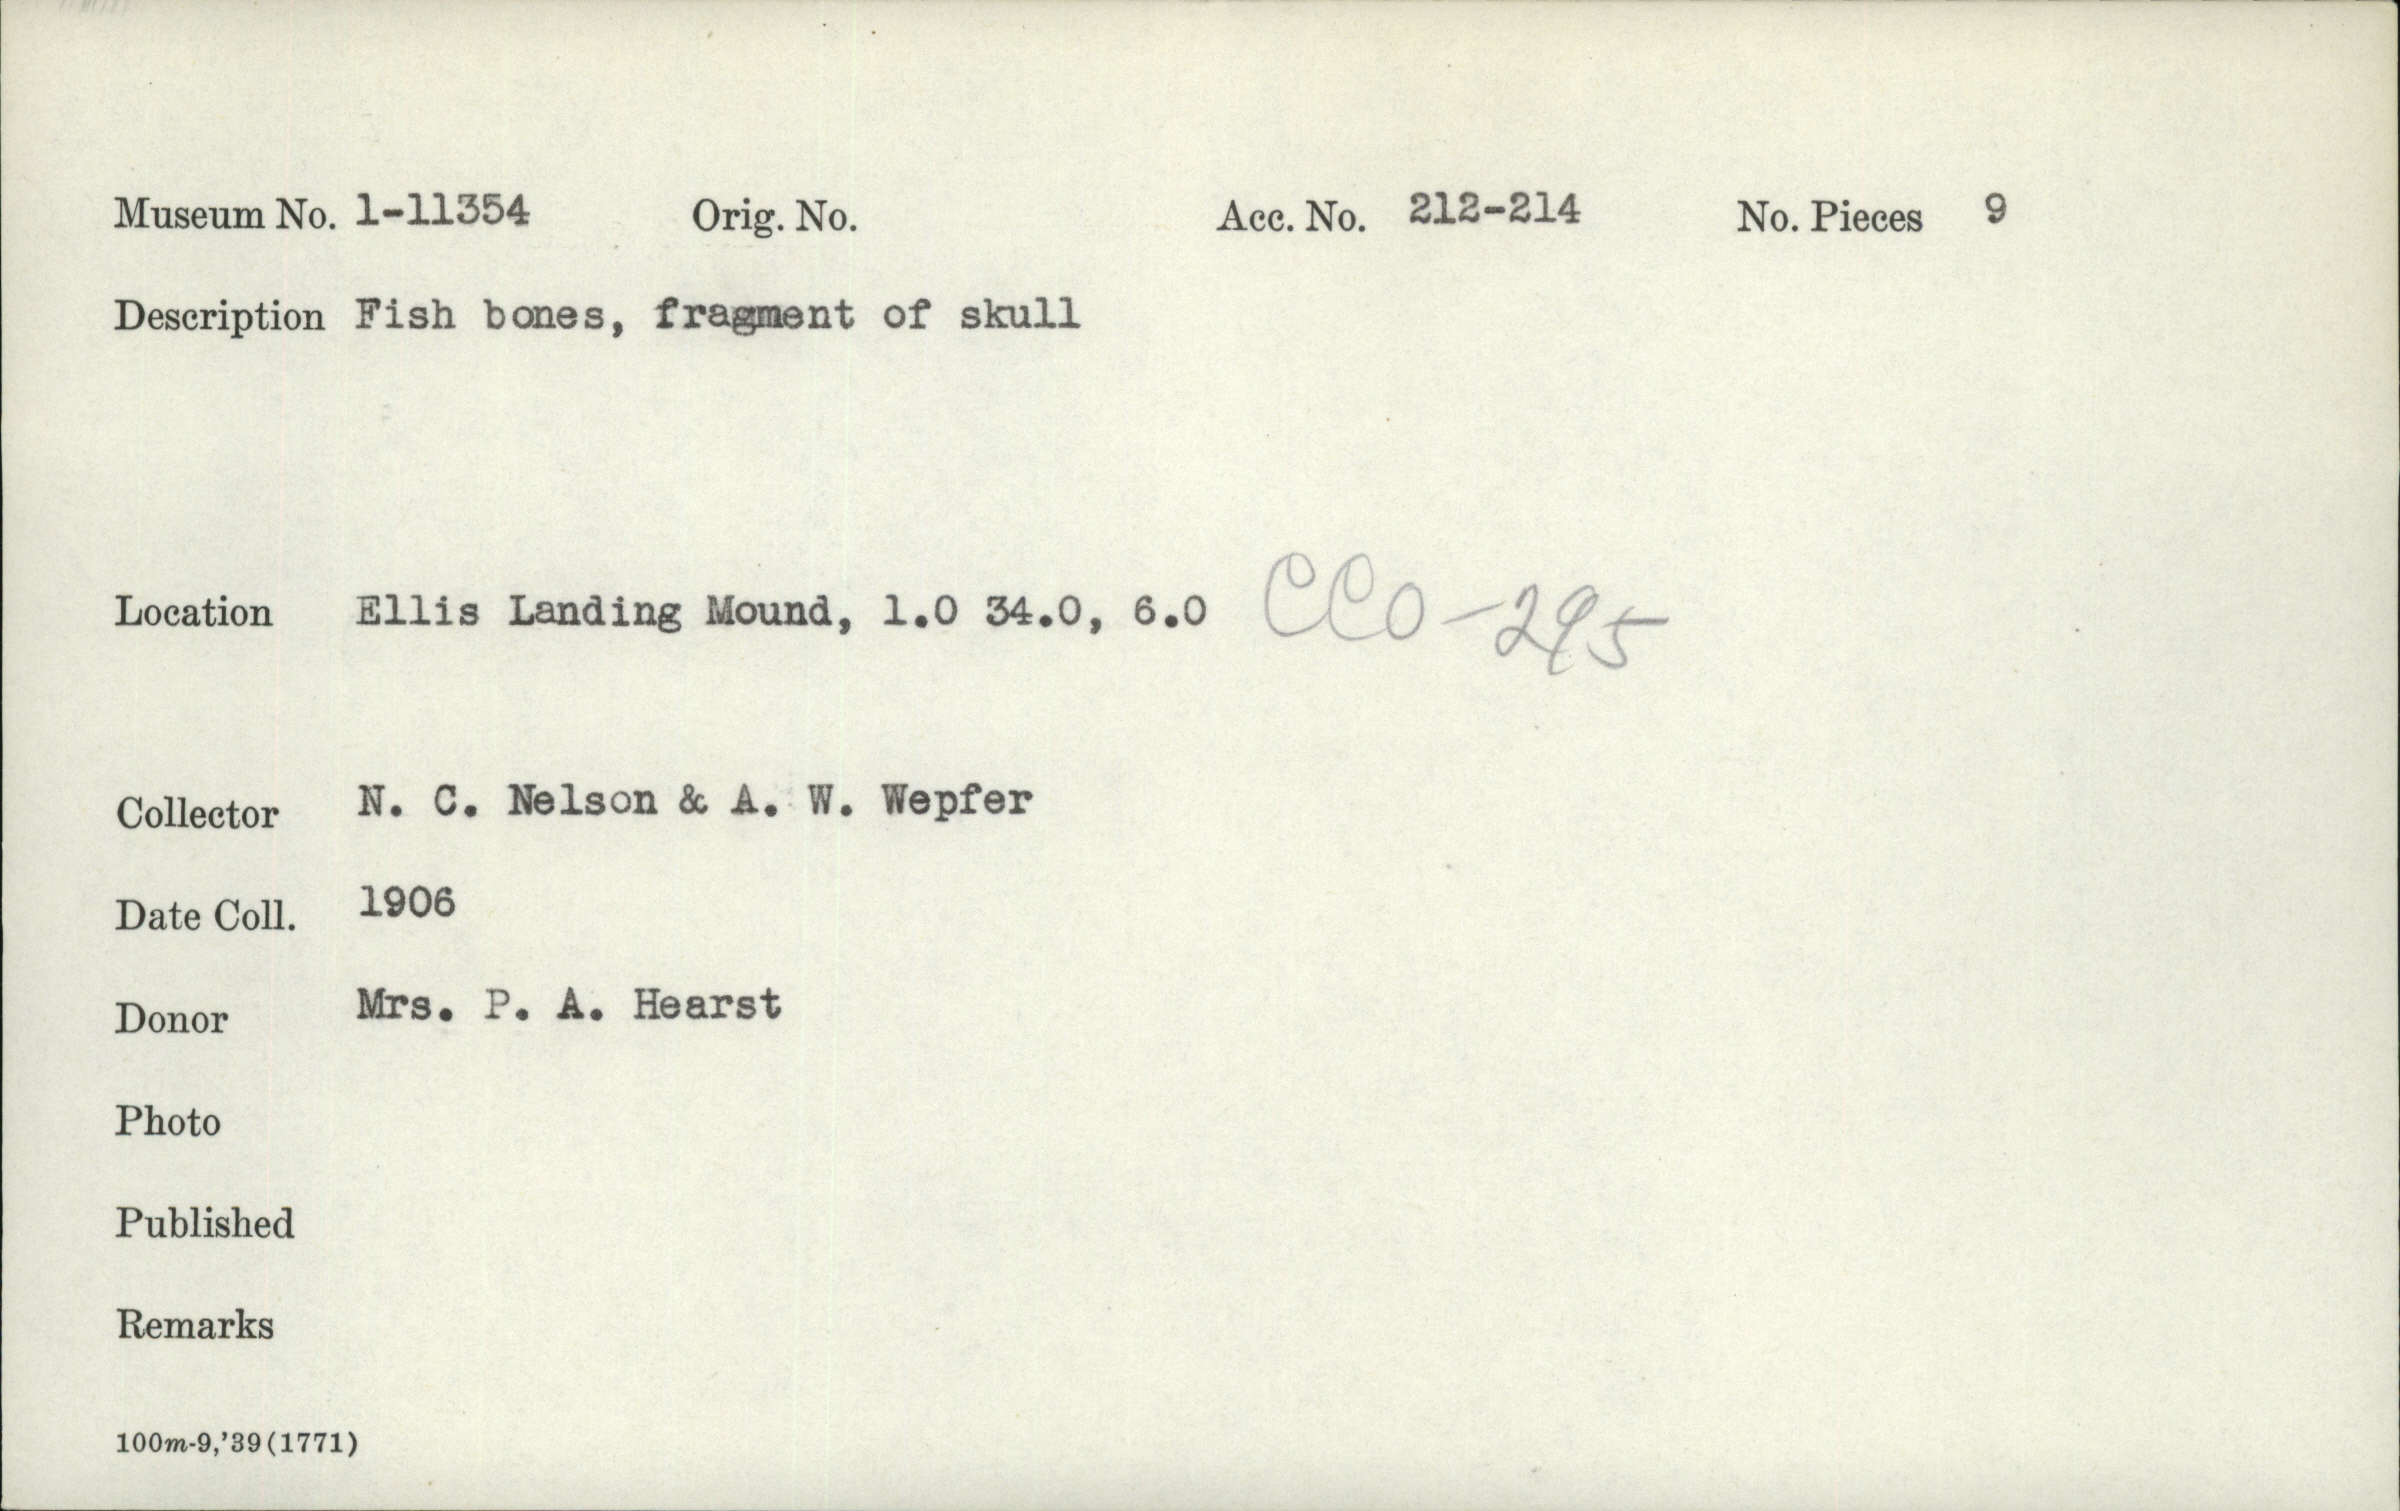 Museum No. 1-11354 Orig. No. Acc. No. 212-214 No. Pieces 9
Description Fish bones, fragment of skull
Location Ellis Landing Mound, 1.0 34.0, 6.0 CCO-295
Collector N. C. Nelson & A. W. Wepfer
Date Coll. 1906
Donor Mrs. P. A. Hearst
Photo
Published
Remarks
100m-9,'39(1771)